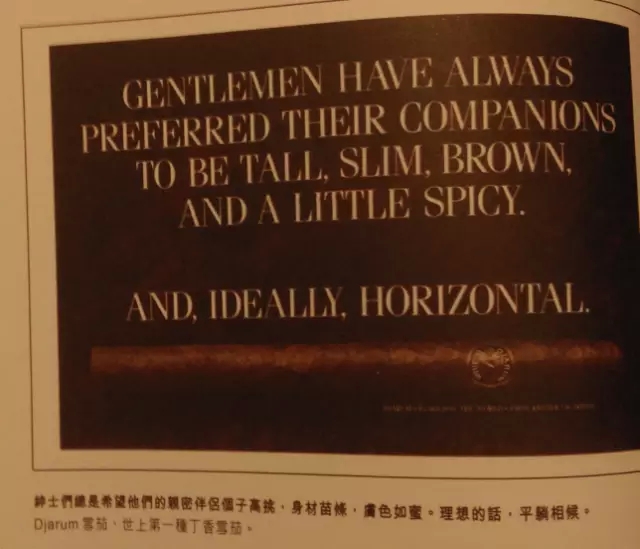 GENTLEMEN HAVE ALWAYS
PREFERRED THEIR COMPANIONS
TO BE TALL, SLIM, BROWN,
AND A LITTLE SPICY.
AND, IDEALLY, HORIZONTAL.
紳士們總是希望他們的親密伴侶個子高挑、身材苗條，膚色如蜜。理想的話，平躺相候。
Djarum 雪茄，世上第一種丁香雪茄。